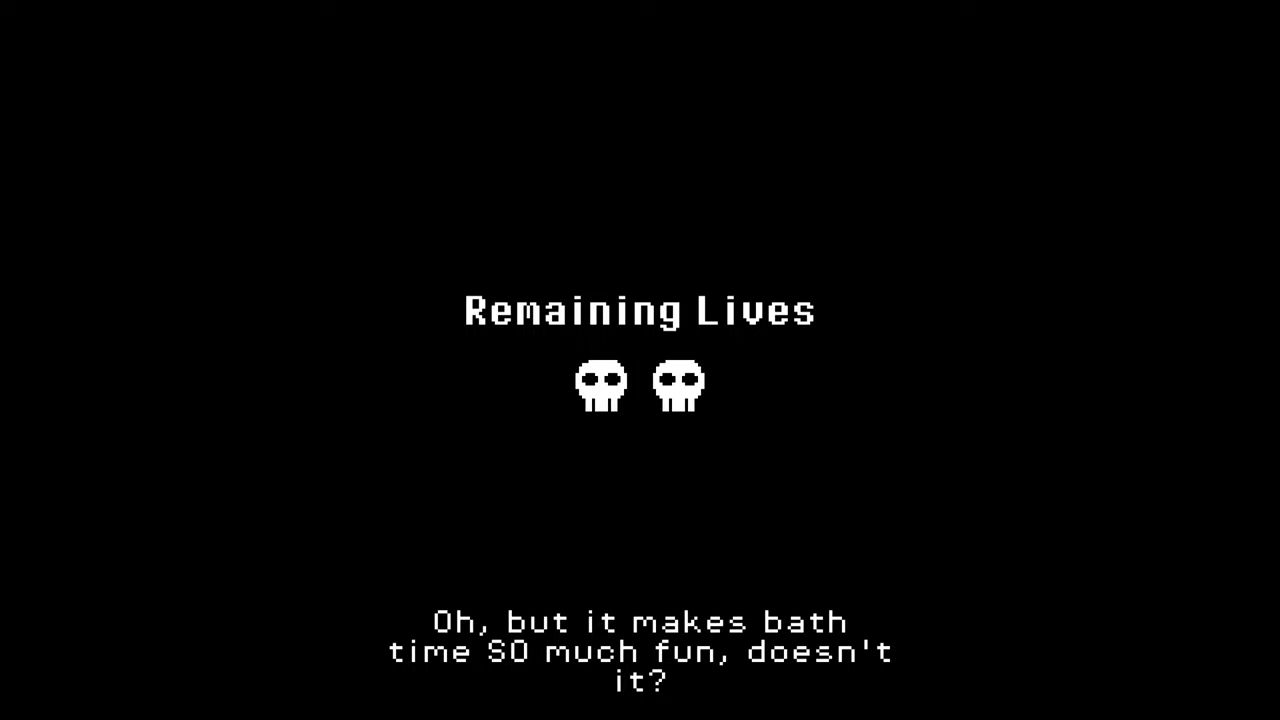 Remaining Lives
Oh, but it makes bath
time SO much fun, doesn't
it?